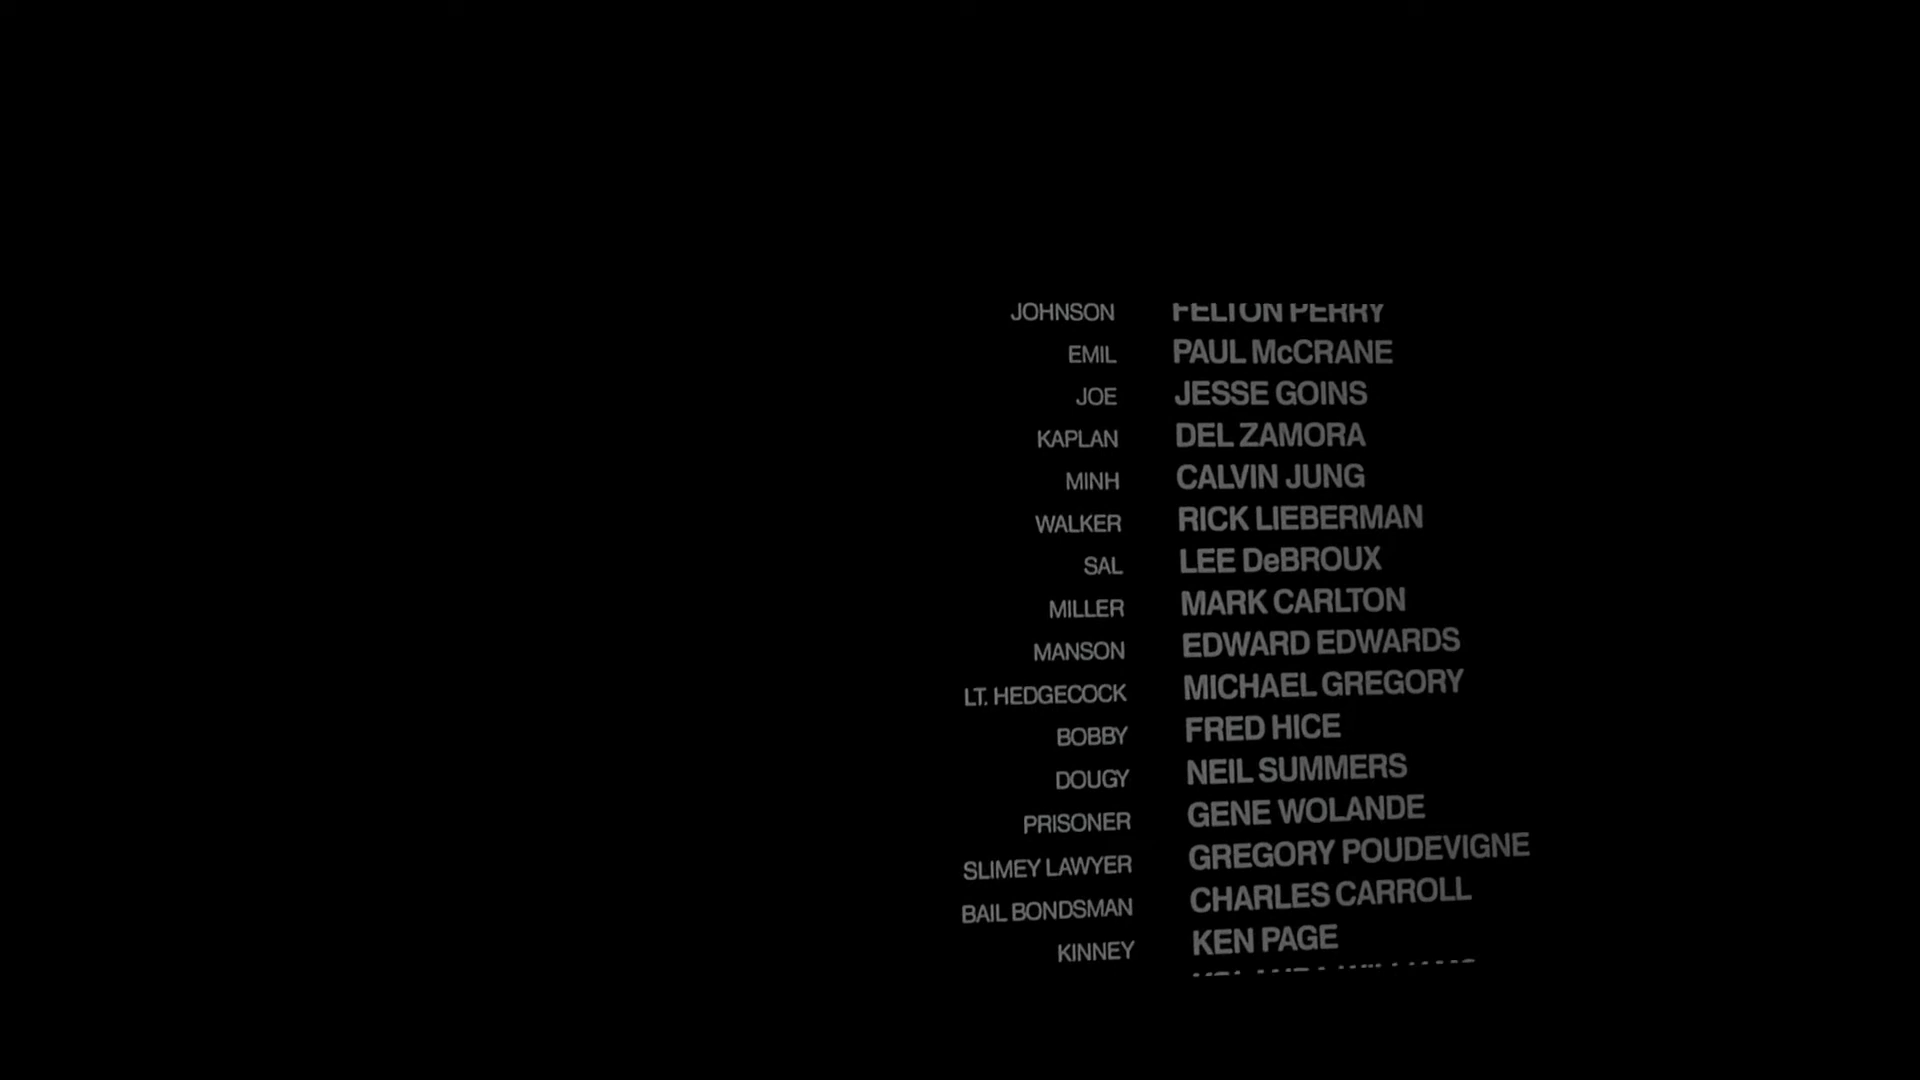 JOHNSON FELTON PERRY
EMIL PAUL McCRANE
JOE JESSE GOINS
KAPLAN DEL ZAMORA
MINH CALVIN JUNG
WALKER RICK LIEBERMAN
SAL LEE DeBROUX
MILLER MARK CARLTON
MANSON EDWARD EDWARDS
LT. HEDGECOCK MICHAEL GREGORY
BOBBY FRED HICE
DOUGY NEIL SUMMERS
PRISONER GENE WOLANDE
SLIMEY LAWYER GREGORY POUDEVIGNE
BAIL BONDSMAN CHARLES CARROLL
KINNEY KEN PAGE